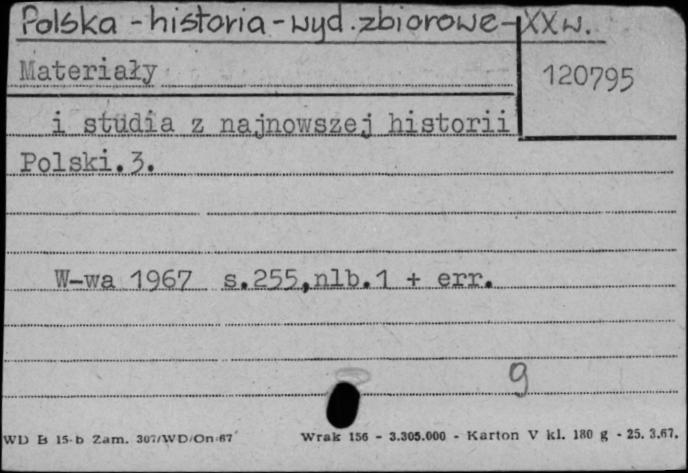 Polska - historia - wyd. zbiorowe - XX w.
Materiały
120795
i studia z najnowszej historii
Polski.3.
W-wa 1967 s.255,nlb.1 + err.
9
WD B 15-b Zam. 307/WD/On/67 Wrak 156 - 3.305.000 - Karton V kl. 180 g - 25. 3.67.